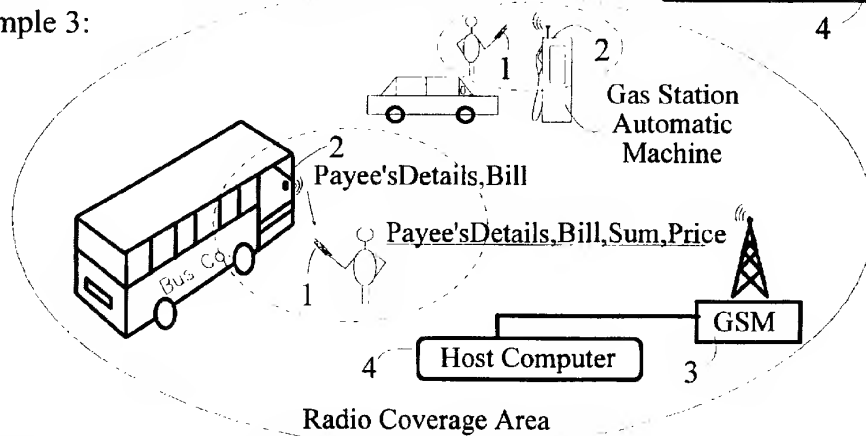 mple 3:
4
1
2
Gas Station
Automatic
Machine
2
Payee'sDetails,Bill
Payee'sDetails,Bill,Sum,Price
Bus Co.
1
GSM
4
Host Computer
3
Radio Coverage Area